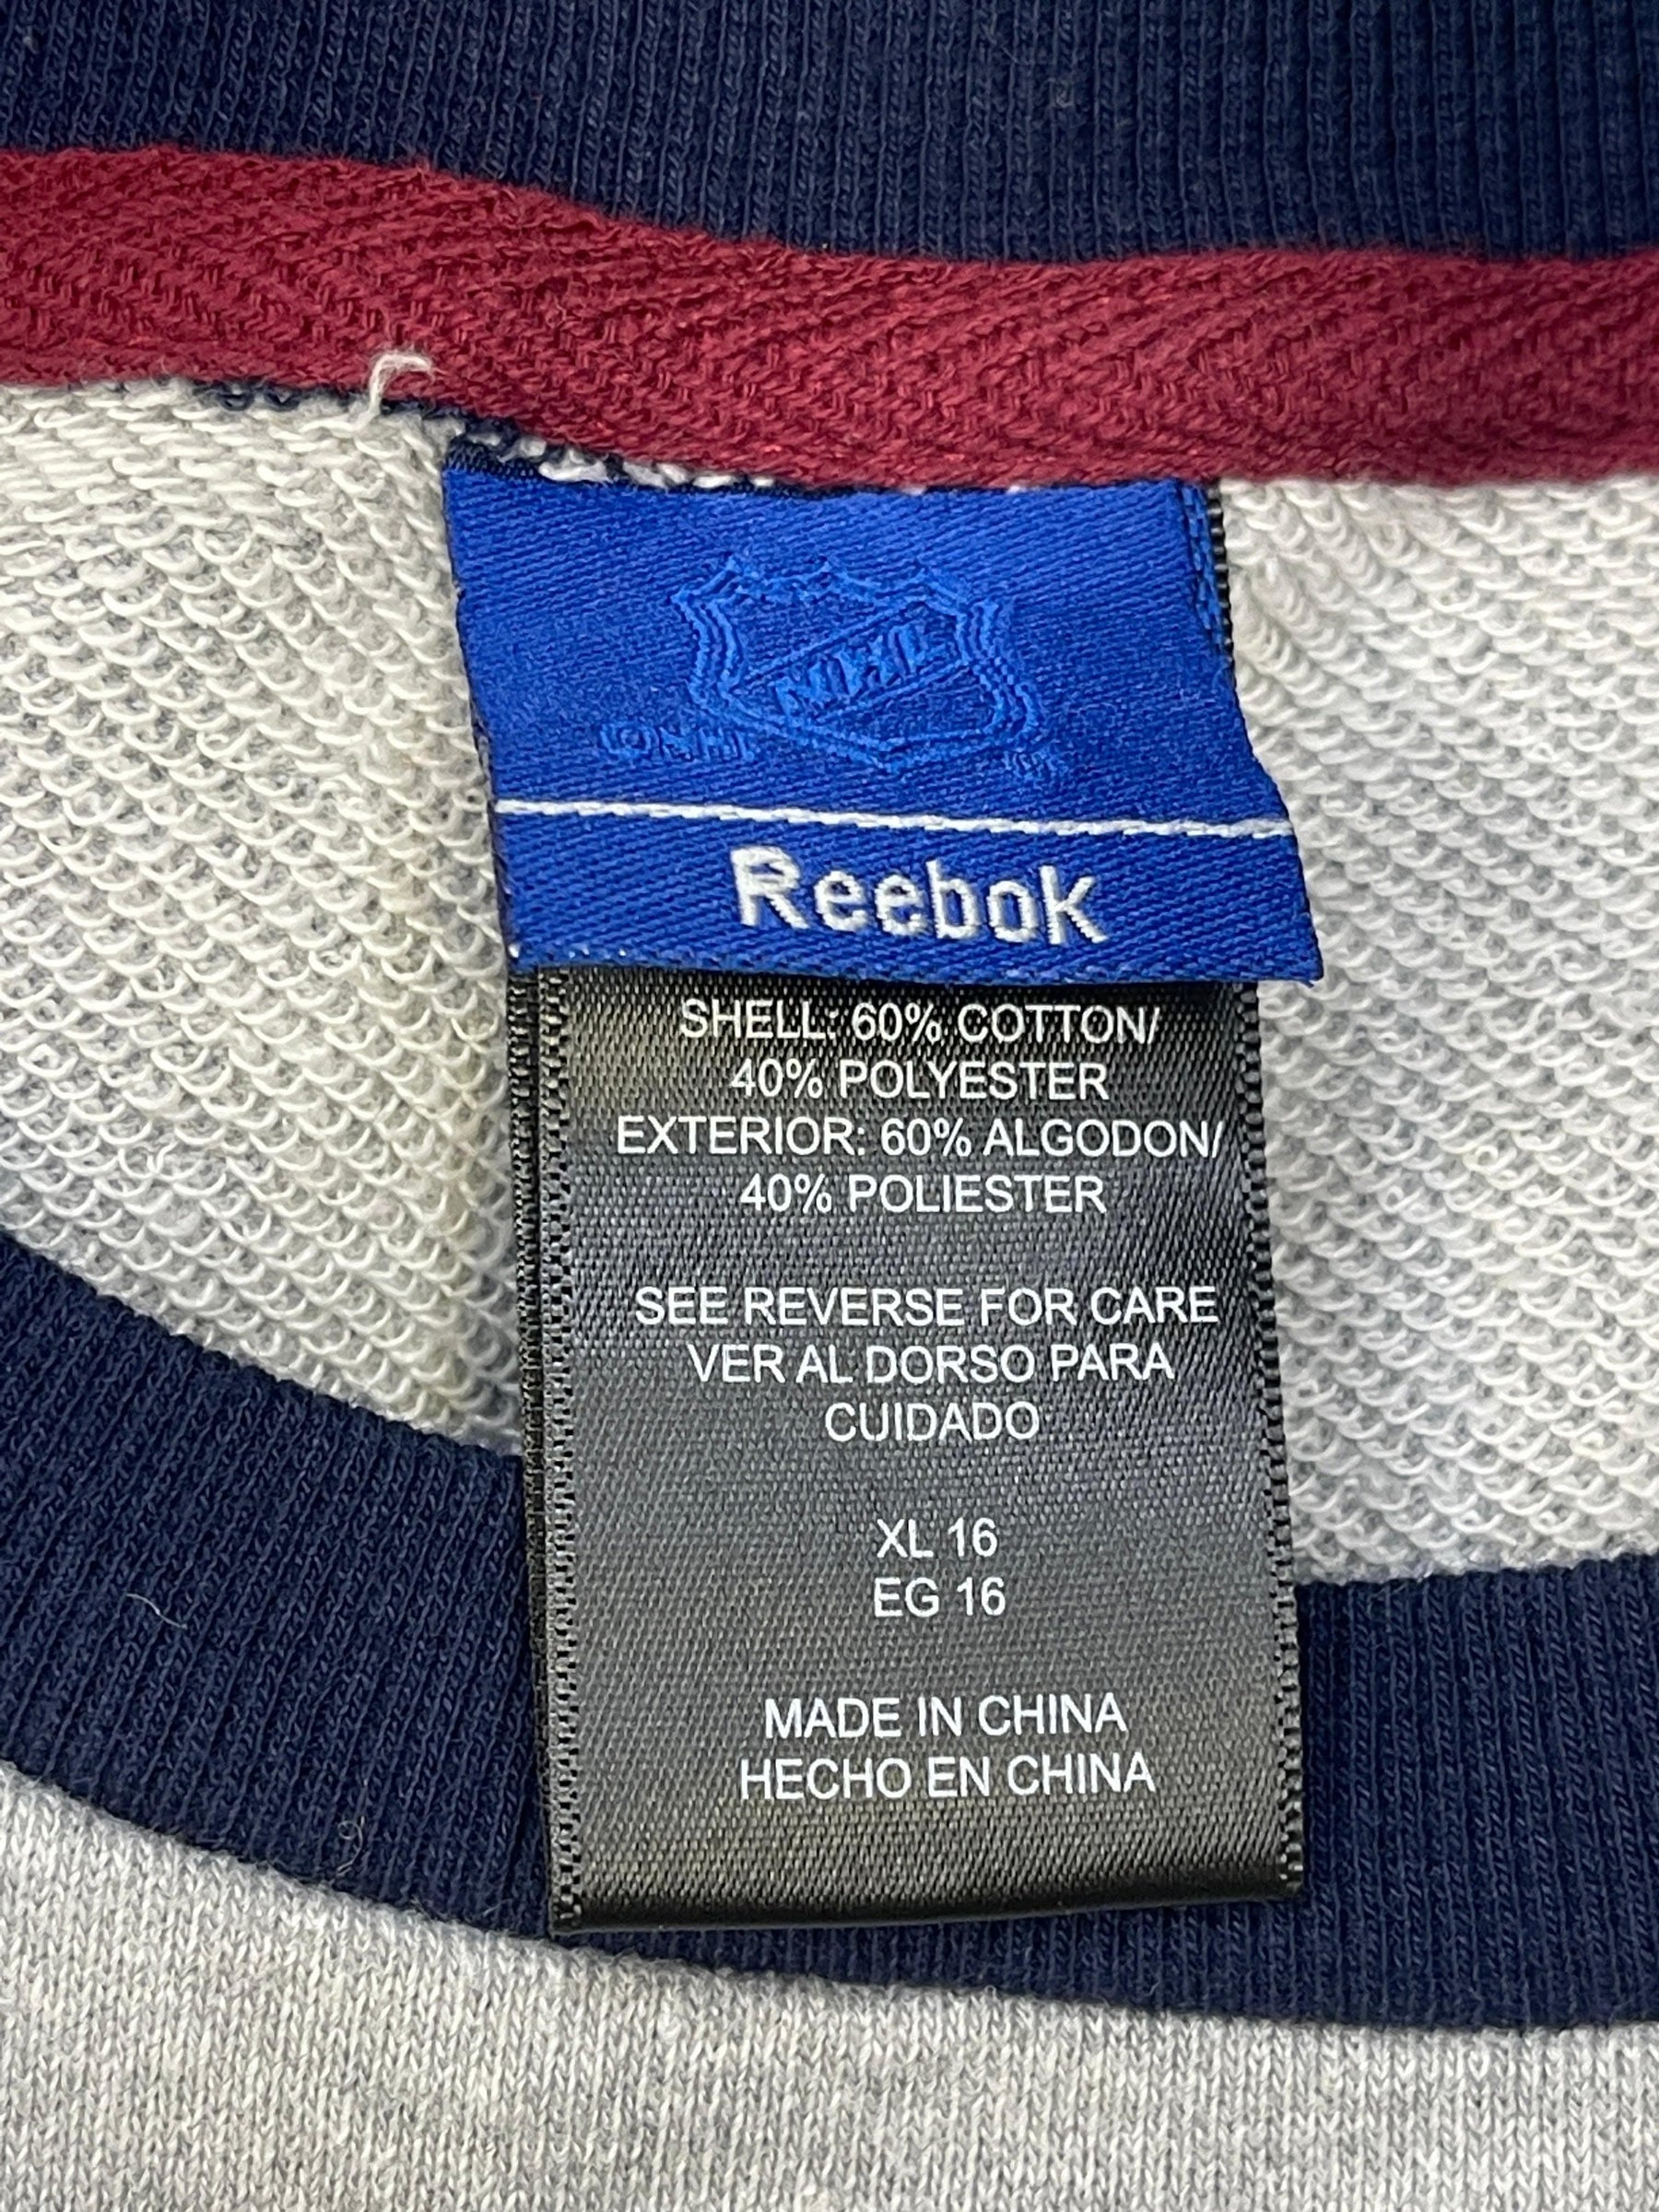 NHL
Reebok
SHELL: 60% COTTON/
40% POLYESTER
EXTERIOR: 60% ALGODON/
40% POLIESTER
SEE REVERSE FOR CARE
VER AL DORSO PARA
CUIDADO
XL 16
EG 16
MADE IN CHINA
HECHO EN CHINA